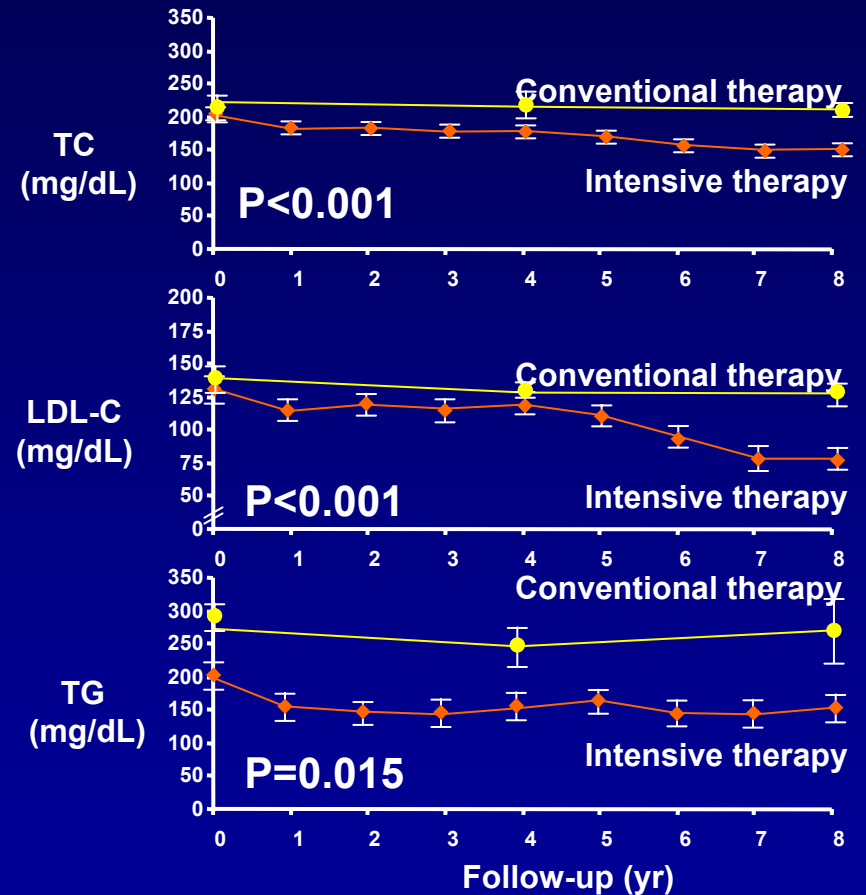 350
300
250
200
150
100
50
0
TC
(mg/dL)
Conventional therapy
Intensive therapy
P<0.001
0 1 2 3 4 5 6 7 8
200
175
150
125
100
75
50
0
LDL-C
(mg/dL)
Conventional therapy
Intensive therapy
P<0.001
0 1 2 3 4 5 6 7 8
350
300
250
200
150
100
50
0
TG
(mg/dL)
Conventional therapy
Intensive therapy
P=0.015
0 1 2 3 4 5 6 7 8
Follow-up (yr)